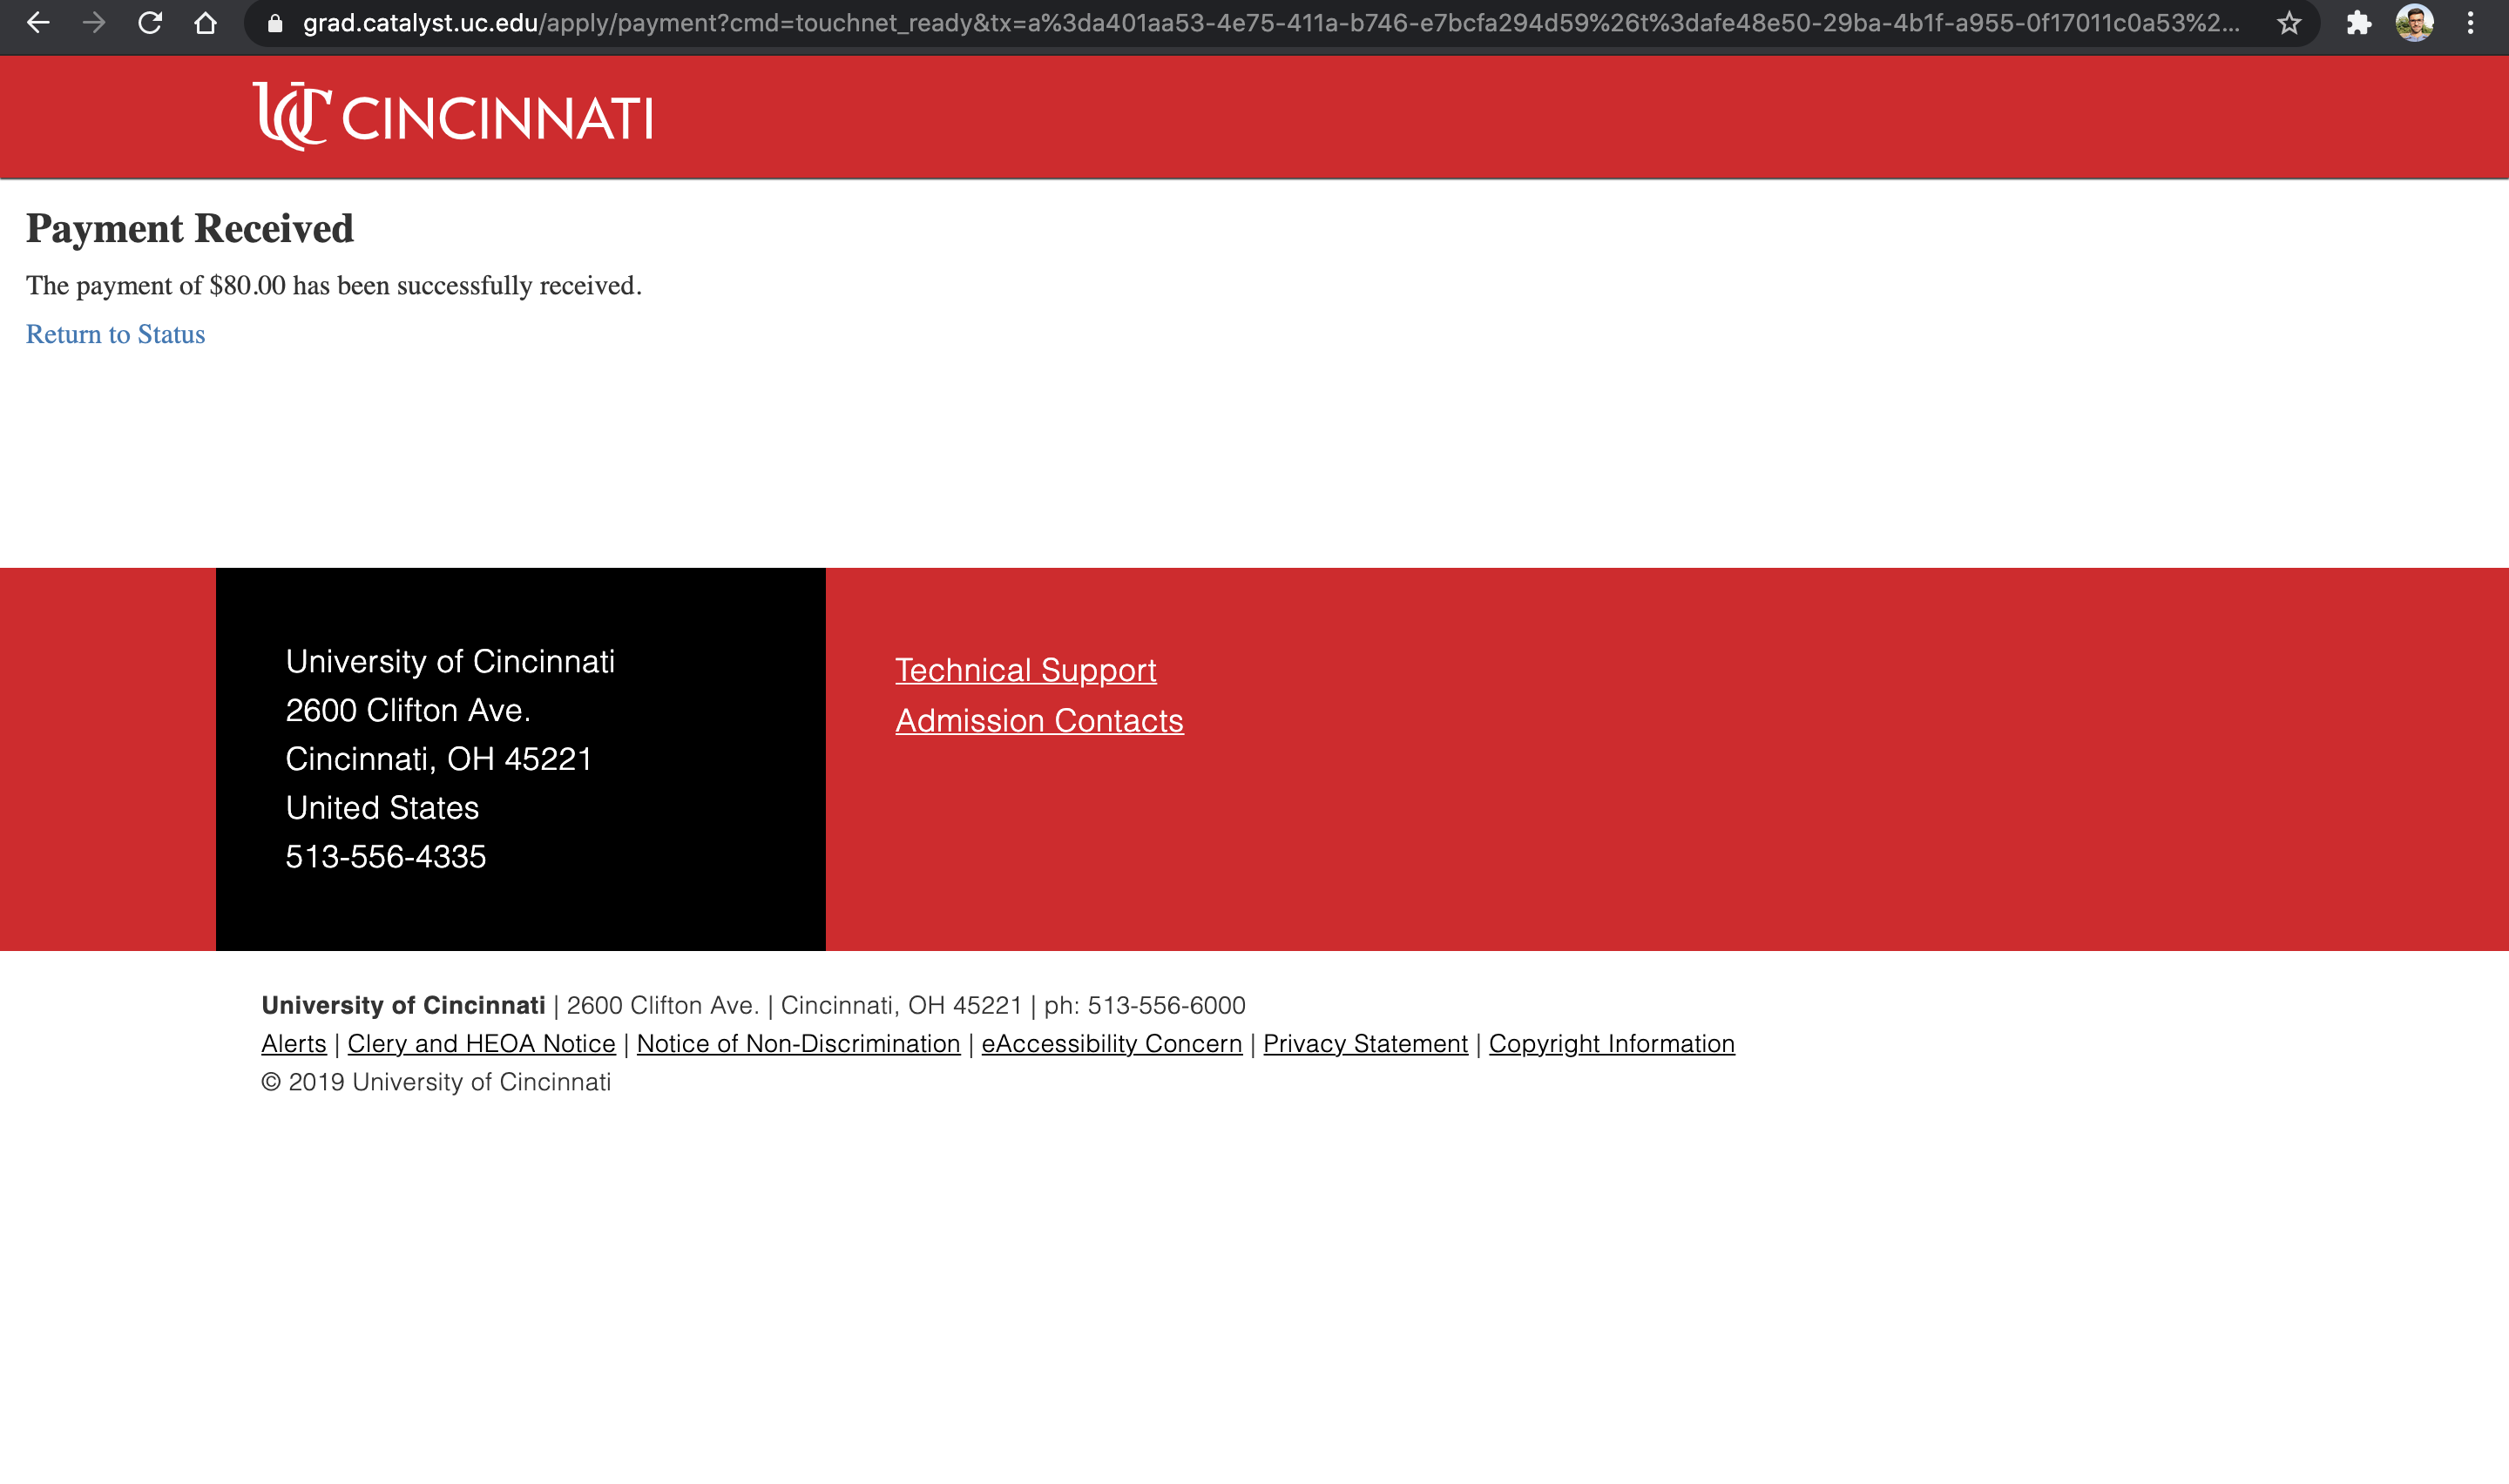 grad.catalyst.uc.edu/apply/payment?cmd=touchnet_ready&tx=a%3da401aa53-4e75-411a-b746-e7bcfa294d59%26t%3dafe48e50-29ba-4b1f-a955-0f17011c0a53%2...
UC CINCINNATI
Payment Received
The payment of $80.00 has been successfully received.
Return to Status
University of Cincinnati
2600 Clifton Ave.
Cincinnati, OH 45221
United States
513-556-4335
Technical Support
Admission Contacts
University of Cincinnati | 2600 Clifton Ave. | Cincinnati, OH 45221 | ph: 513-556-6000
Alerts | Clery and HEOA Notice | Notice of Non-Discrimination | eAccessibility Concern | Privacy Statement | Copyright Information
© 2019 University of Cincinnati